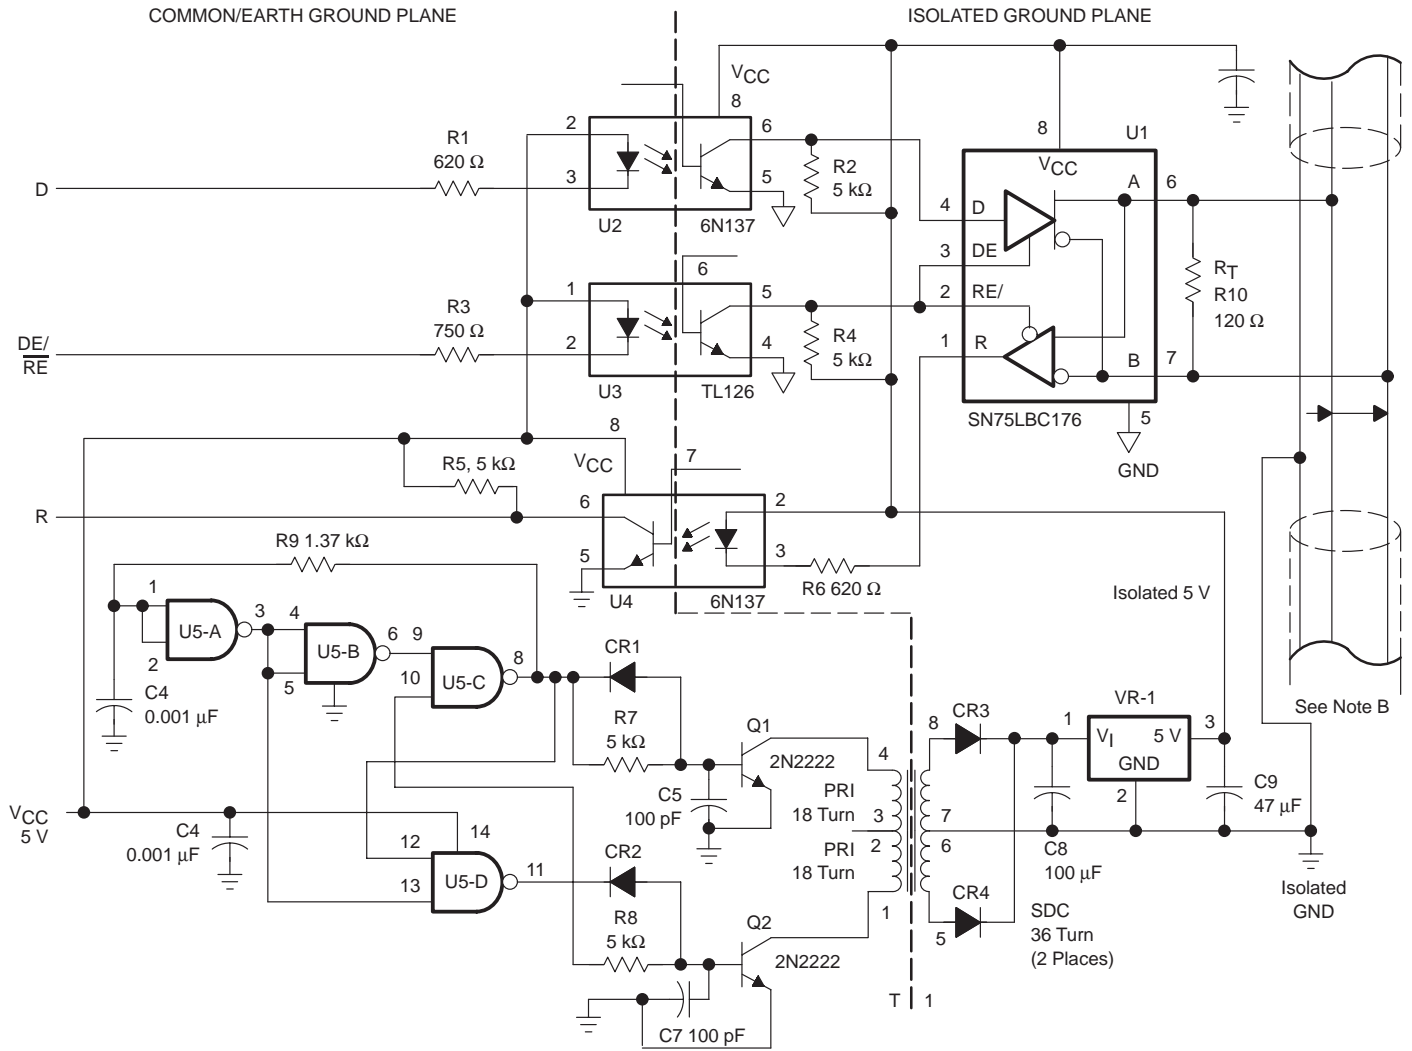 COMMON/EARTH GROUND PLANE
ISOLATED GROUND PLANE
VCC
8
R1
620 Ω
2
3
6
5
D
U2
6N137
R2
5 kΩ
8
U1
VCC
A
6
4
D
3
DE
2
RE/
1
R
B
7
RT
R10
120 Ω
SN75LBC176
5
GND
6
R3
750 Ω
1
2
5
4
DE/
RE
U3
TL126
R4
5 kΩ
8
VCC
7
R5, 5 kΩ
6
5
2
3
R
U4
6N137
R6 620 Ω
Isolated 5 V
R9 1.37 kΩ
1
2
U5-A
3
4
5
U5-B
6
9
10
U5-C
8
C4
0.001 μF
CR1
R7
5 kΩ
Q1
2N2222
C5
100 pF
4
PRI
18 Turn
3
2
PRI
18 Turn
1
8
7
6
5
CR3
CR4
1
VR-1
VI
5 V
GND
3
2
See Note B
C9
47 μF
C8
100 μF
SDC
36 Turn
(2 Places)
Isolated
GND
VCC
5 V
C4
0.001 μF
14
12
13
U5-D
11
CR2
R8
5 kΩ
Q2
2N2222
C7 100 pF
T
1